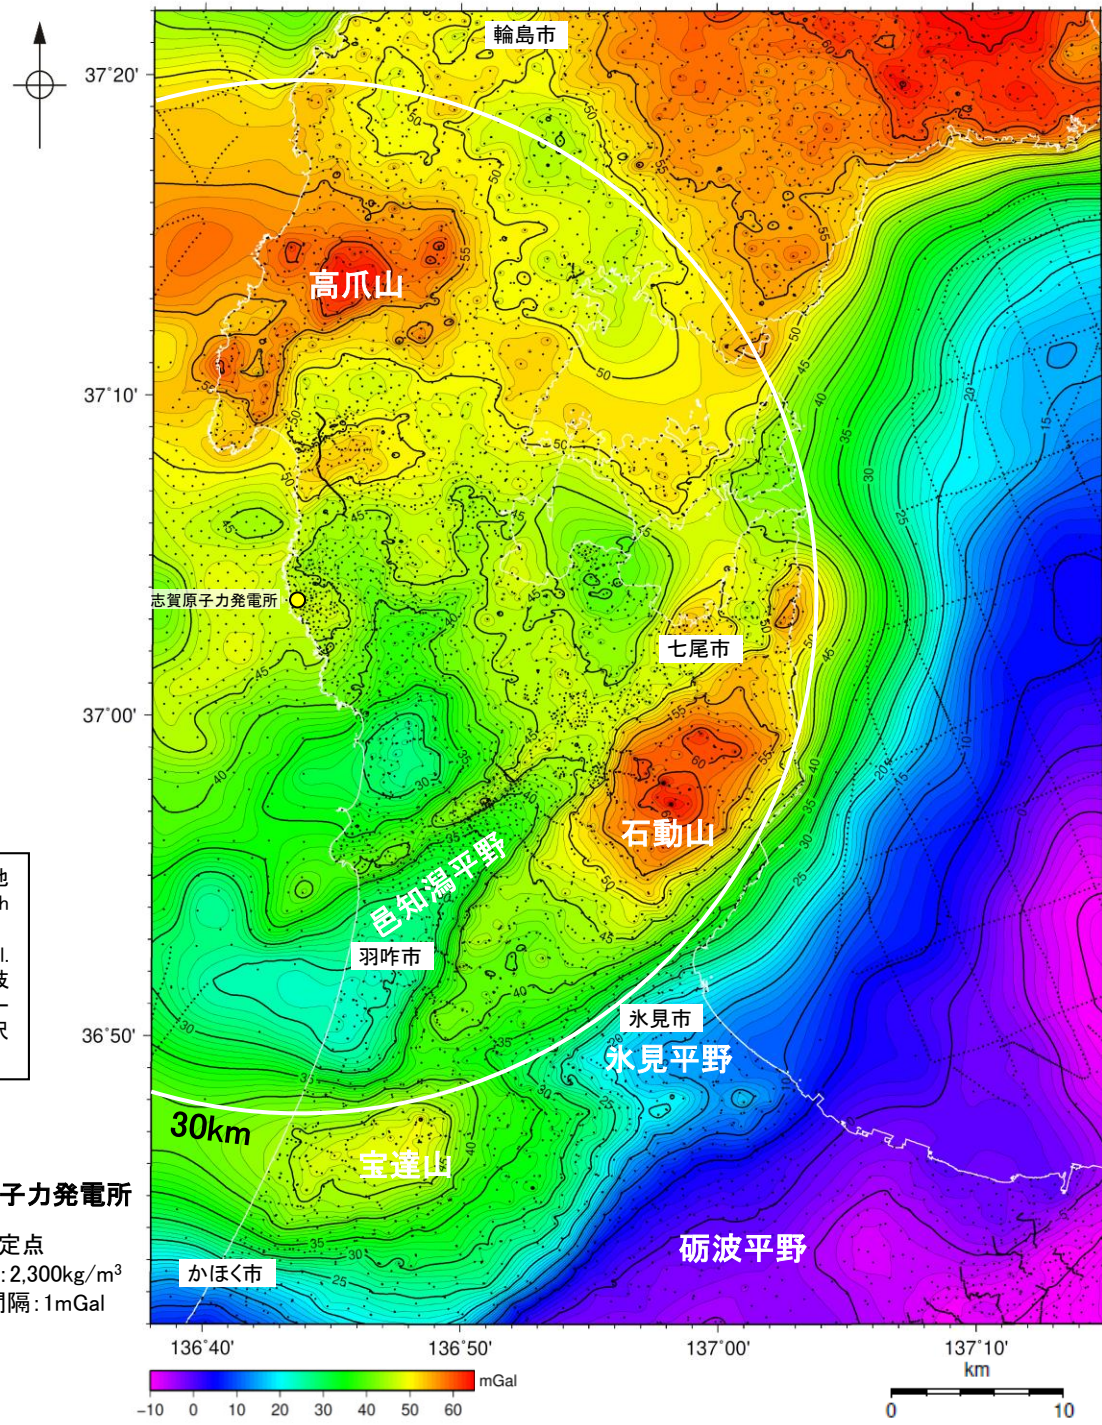 輪島市
37°20'
高爪山
37°10'
志賀原子力発電所
七尾市
37°00'
石動山
邑知潟平野
羽咋市
氷見市
36°50'
氷見平野
30km
宝達山
子力発電所
砺波平野
定点
かほく市
: 2,300kg/m³
間隔: 1mGal
136°40'
136°50'
137°00'
137°10'
km
mGal
-10 0 10 20 30 40 50 60
0 10